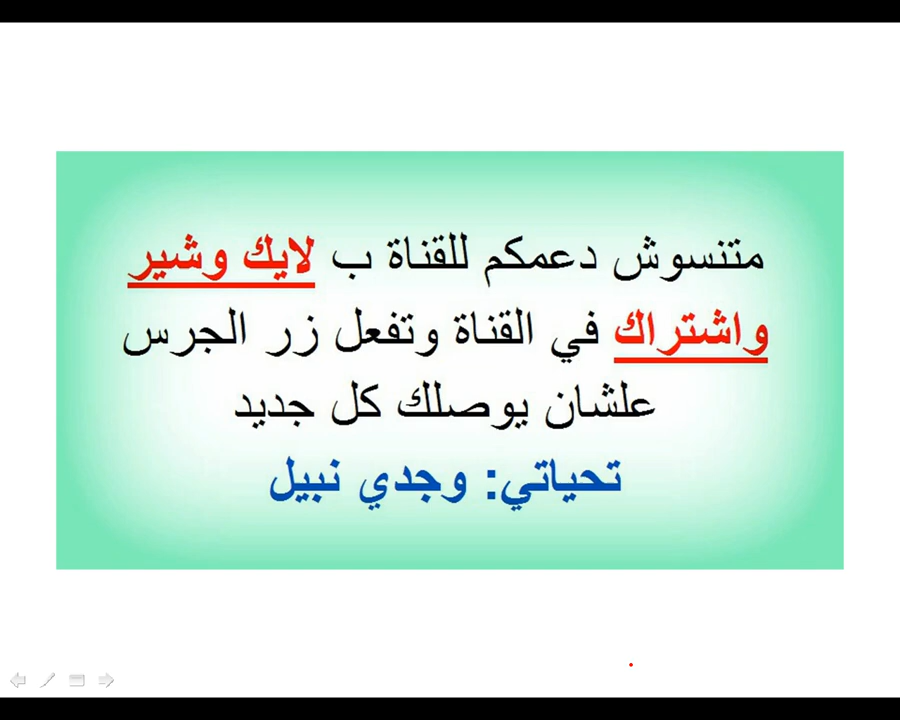 متنسوش دعمكم للقناة ب لايك وشير
واشتراك في القناة وتفعل زر الجرس
علشان يوصلك كل جديد
تحياتي: وجدي نبيل